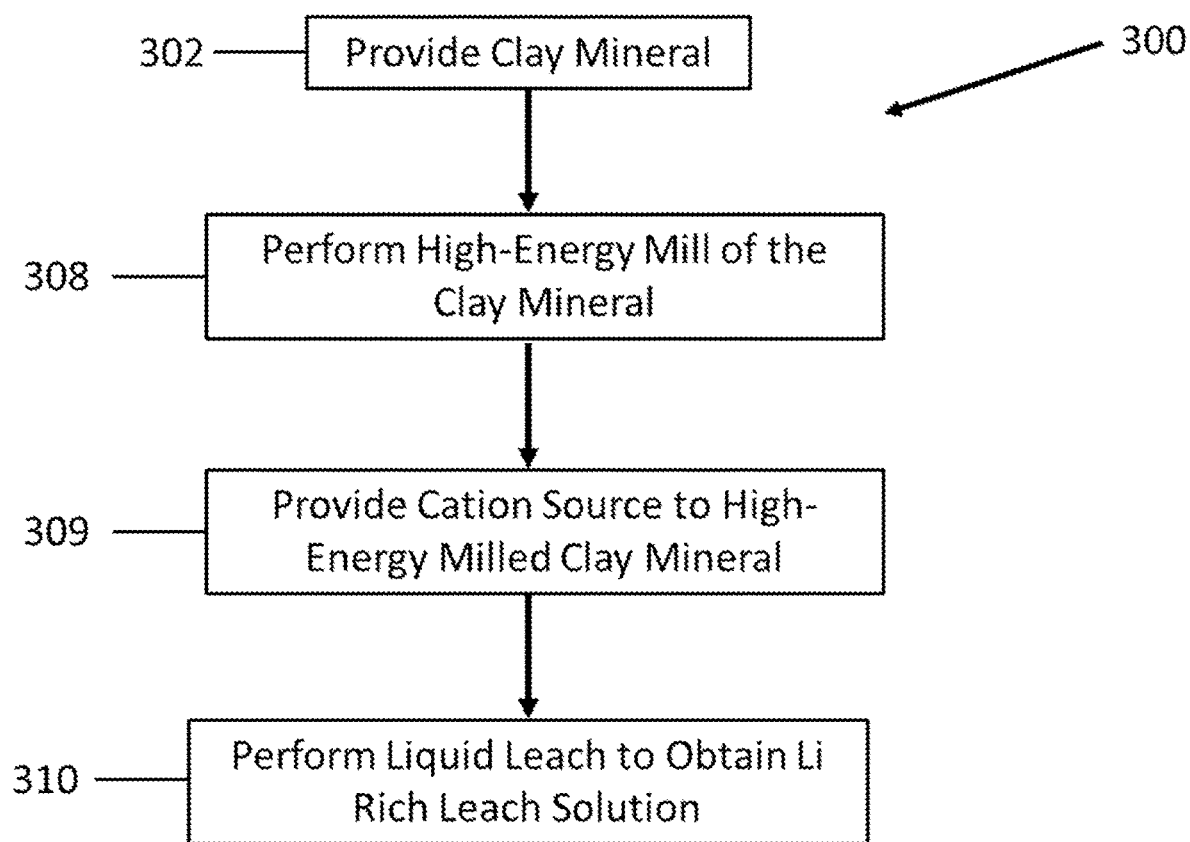 302
Provide Clay Mineral
300
308
Perform High-Energy Mill of the
Clay Mineral
309
Provide Cation Source to High-
Energy Milled Clay Mineral
310
Perform Liquid Leach to Obtain Li
Rich Leach Solution